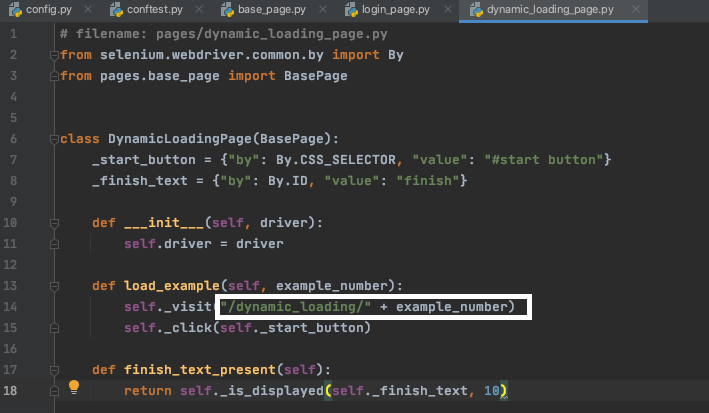 config.py
conftest.py
base_page.py
login_page.py
dynamic_loading_page.py
1 # filename: pages/dynamic_loading_page.py
2 from selenium.webdriver.common.by import By
3 from pages.base_page import BasePage
4
5
6 class DynamicLoadingPage(BasePage):
7 _start_button = {"by": By.CSS_SELECTOR, "value": "#start button"}
8 _finish_text = {"by": By.ID, "value": "finish"}
9
10 def ___init___(self, driver):
11 self.driver = driver
12
13 def load_example(self, example_number):
14 self._visit("/dynamic_loading/" + example_number)
15 self._click(self._start_button)
16
17 def finish_text_present(self):
18 return self._is_displayed(self._finish_text, 10)